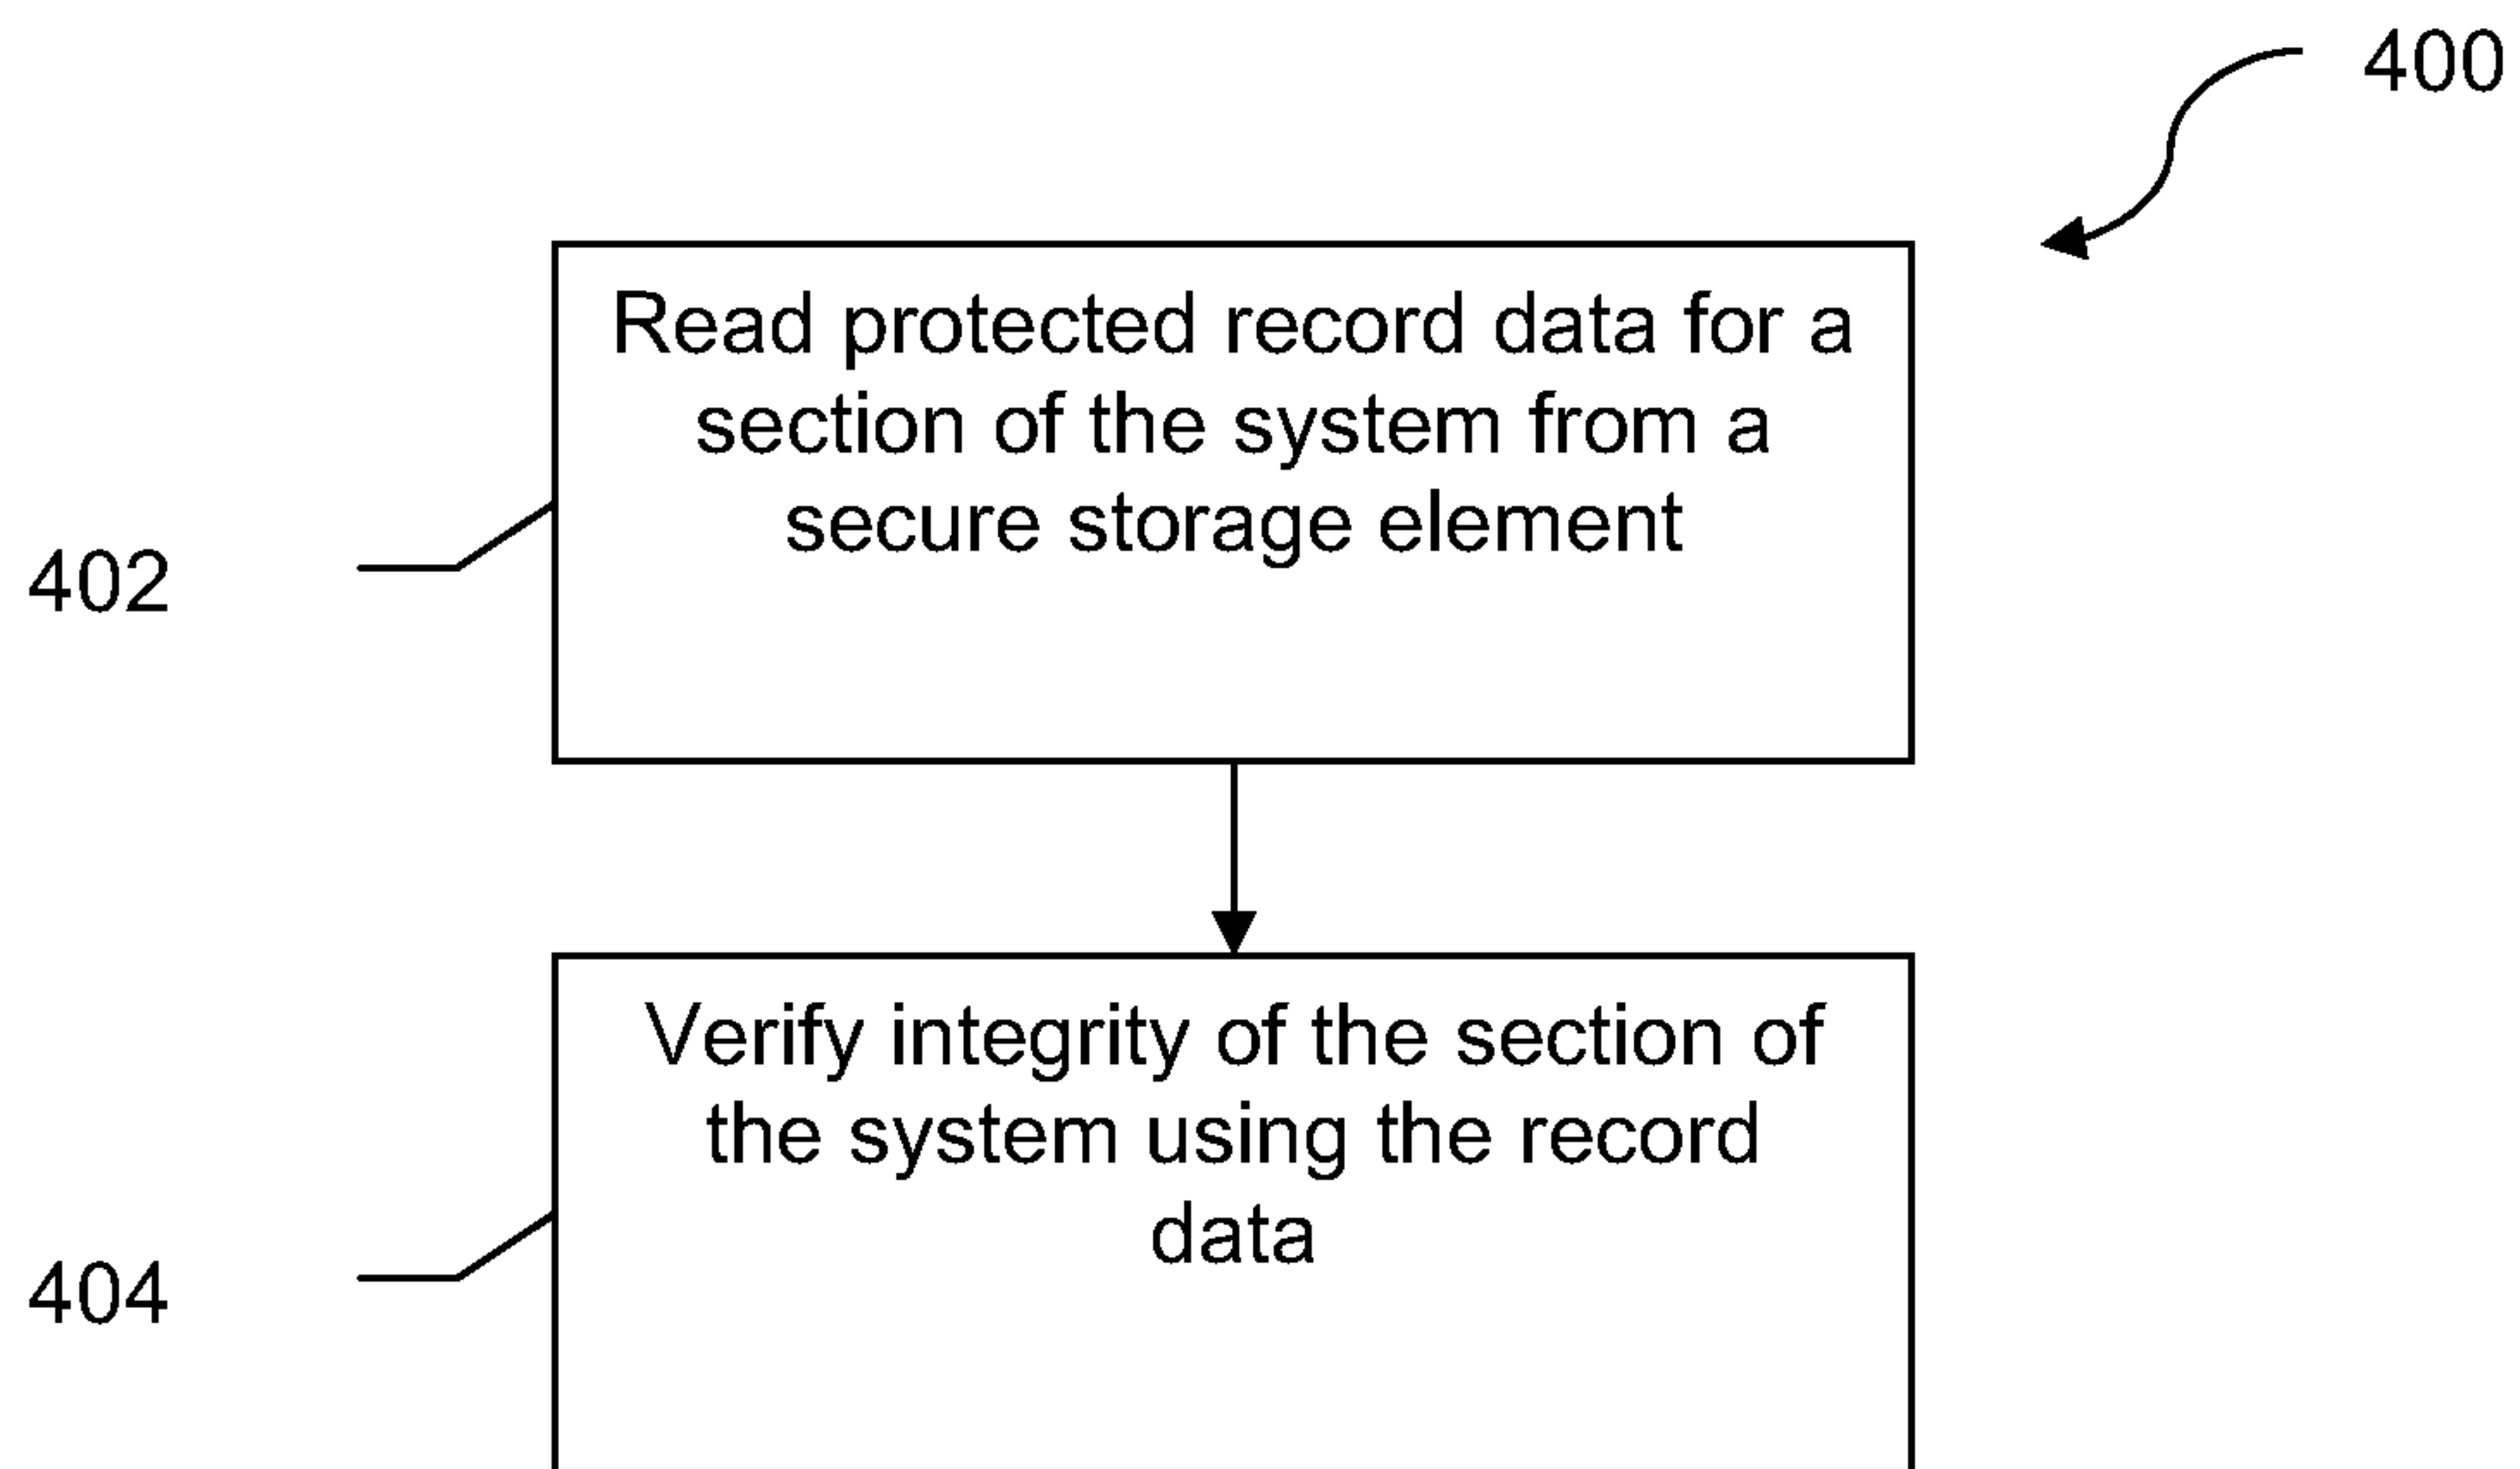 400
Read protected record data for a
section of the system from a
secure storage element
402
Verify integrity of the section of
the system using the record
data
404